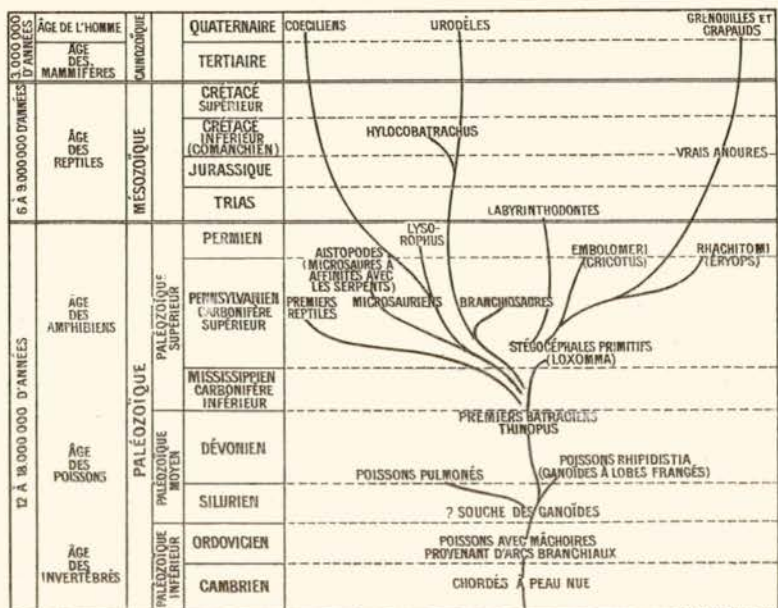 3.000 000
D'ANNÉES
ÂGE DE L'HOMME
ÂGE
DES
MAMMIFÈRES
CAINOZOÏQUE
QUATERNAIRE
TERTIAIRE
COECILIENS
URODÈLES
GRENOUILLES ET
CRAPAUDS
6 À 9.000 000 D'ANNÉES
ÂGE
DES
REPTILES
MÉSOZOÏQUE
CRÉTACÉ
SUPÉRIEUR
CRÉTACÉ
INFÉRIEUR
(COMANCHIEN)
JURASSIQUE
TRIAS
HYLOCOBATRACHUS
VRAIS ANOURES
LABYRINTHODONTES
12 À 18.000 000 D'ANNÉES
ÂGE
DES
AMPHIBIENS
ÂGE
DES
POISSONS
ÂGE
DES
INVERTÉBRÉS
PALÉOZOÏQUE
PALÉOZOÏQUE
SUPÉRIEUR
PALÉOZOÏQUE
MOYEN
PALÉOZOÏQUE
INFÉRIEUR
PERMIEN
PENNSYLVANIEN
CARBONIFÈRE
SUPÉRIEUR
MISSISSIPPIEN
CARBONIFÈRE
INFÉRIEUR
DÉVONIEN
SILURIEN
ORDOVICIEN
CAMBRIEN
LYSO-
ROPHUS
AISTOPODES
(MICROSAURES À
AFFINITÉS AVEC
LES SERPENTS)
EMBOLOMERI
(CRICOTUS)
RHACHITOMI
(ERYOPS)
PREMIERS
REPTILES
MICROSAURIENS
BRANCHIOSAURES
STÉGOCÉPHALES PRIMITIFS
(LOXOMMA)
PREMIERS BATRACIENS
THINOPUS
POISSONS PULMONÉS
POISSONS RHIPIDISTIA
(GANOÏDES À LOBES FRANGÉS)
? SOUCHE DES GANOÏDES
POISSONS AVEC MÂCHOIRES
PROVENANT D'ARCS BRANCHIAUX
CHORDÉS À PEAU NUE